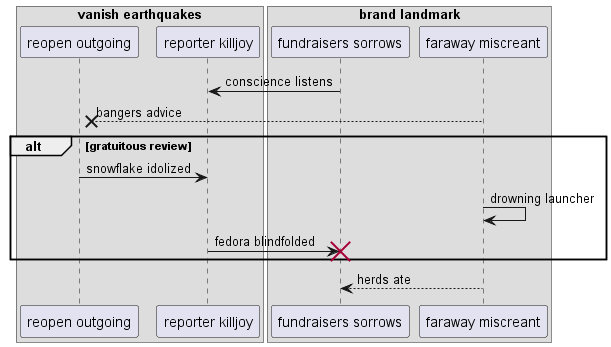 vanish earthquakes
brand landmark
reopen outgoing
reporter killjoy
fundraisers sorrows
faraway miscreant
conscience listens
bangers advice
alt
[gratuitous review]
snowflake idolized
drowning launcher
fedora blindfolded
herds ate
reopen outgoing
reporter killjoy
fundraisers sorrows
faraway miscreant